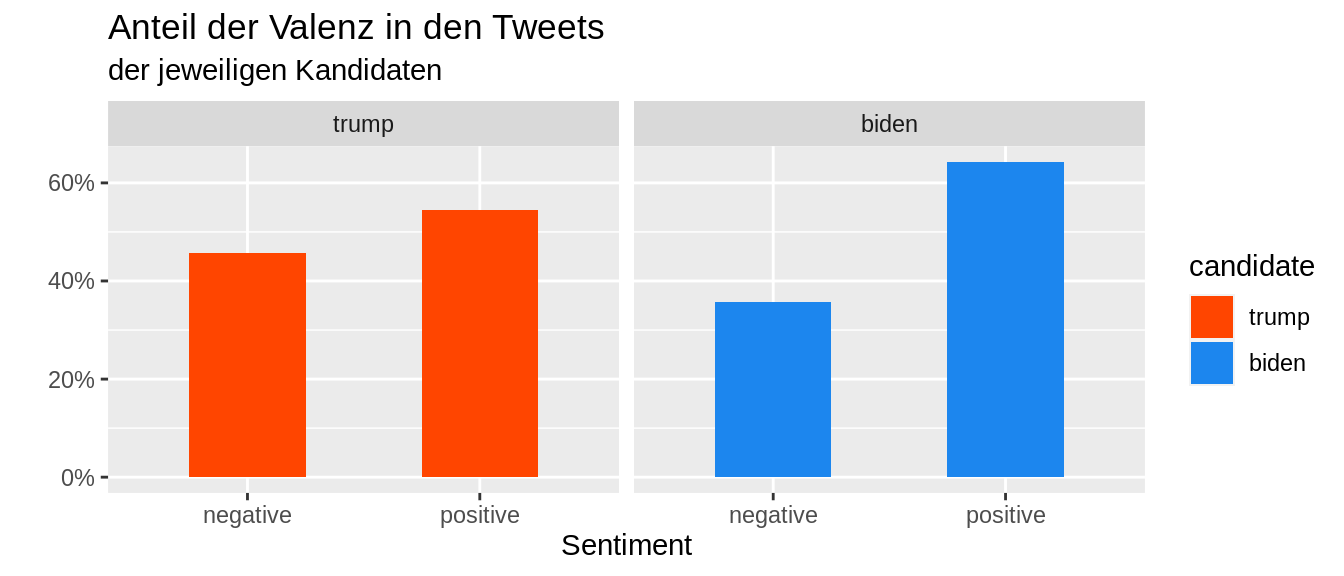 Anteil der Valenz in den Tweets
der jeweiligen Kandidaten
trump
biden
60%
40%
20%
0%
negative
positive
negative
positive
Sentiment
candidate
trump
biden